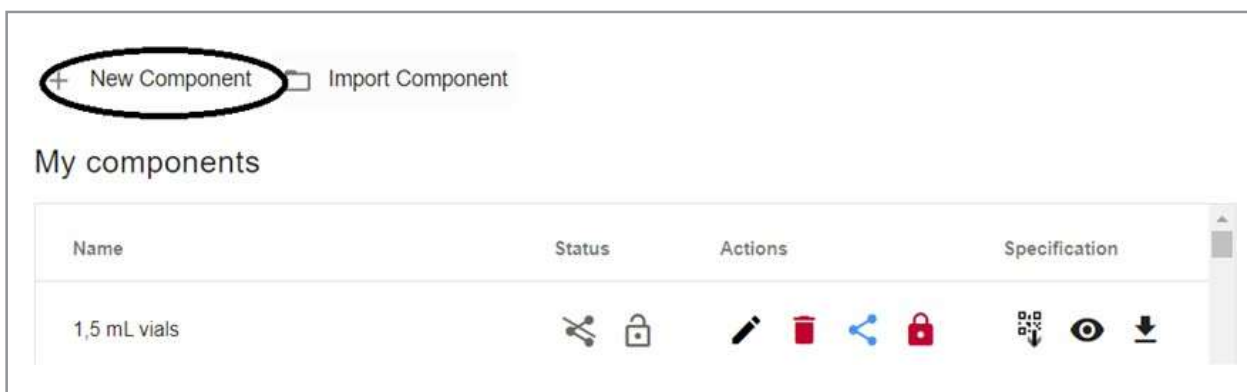 New Component Import Component
My components
Name Status Actions Specification
1,5 mL vials